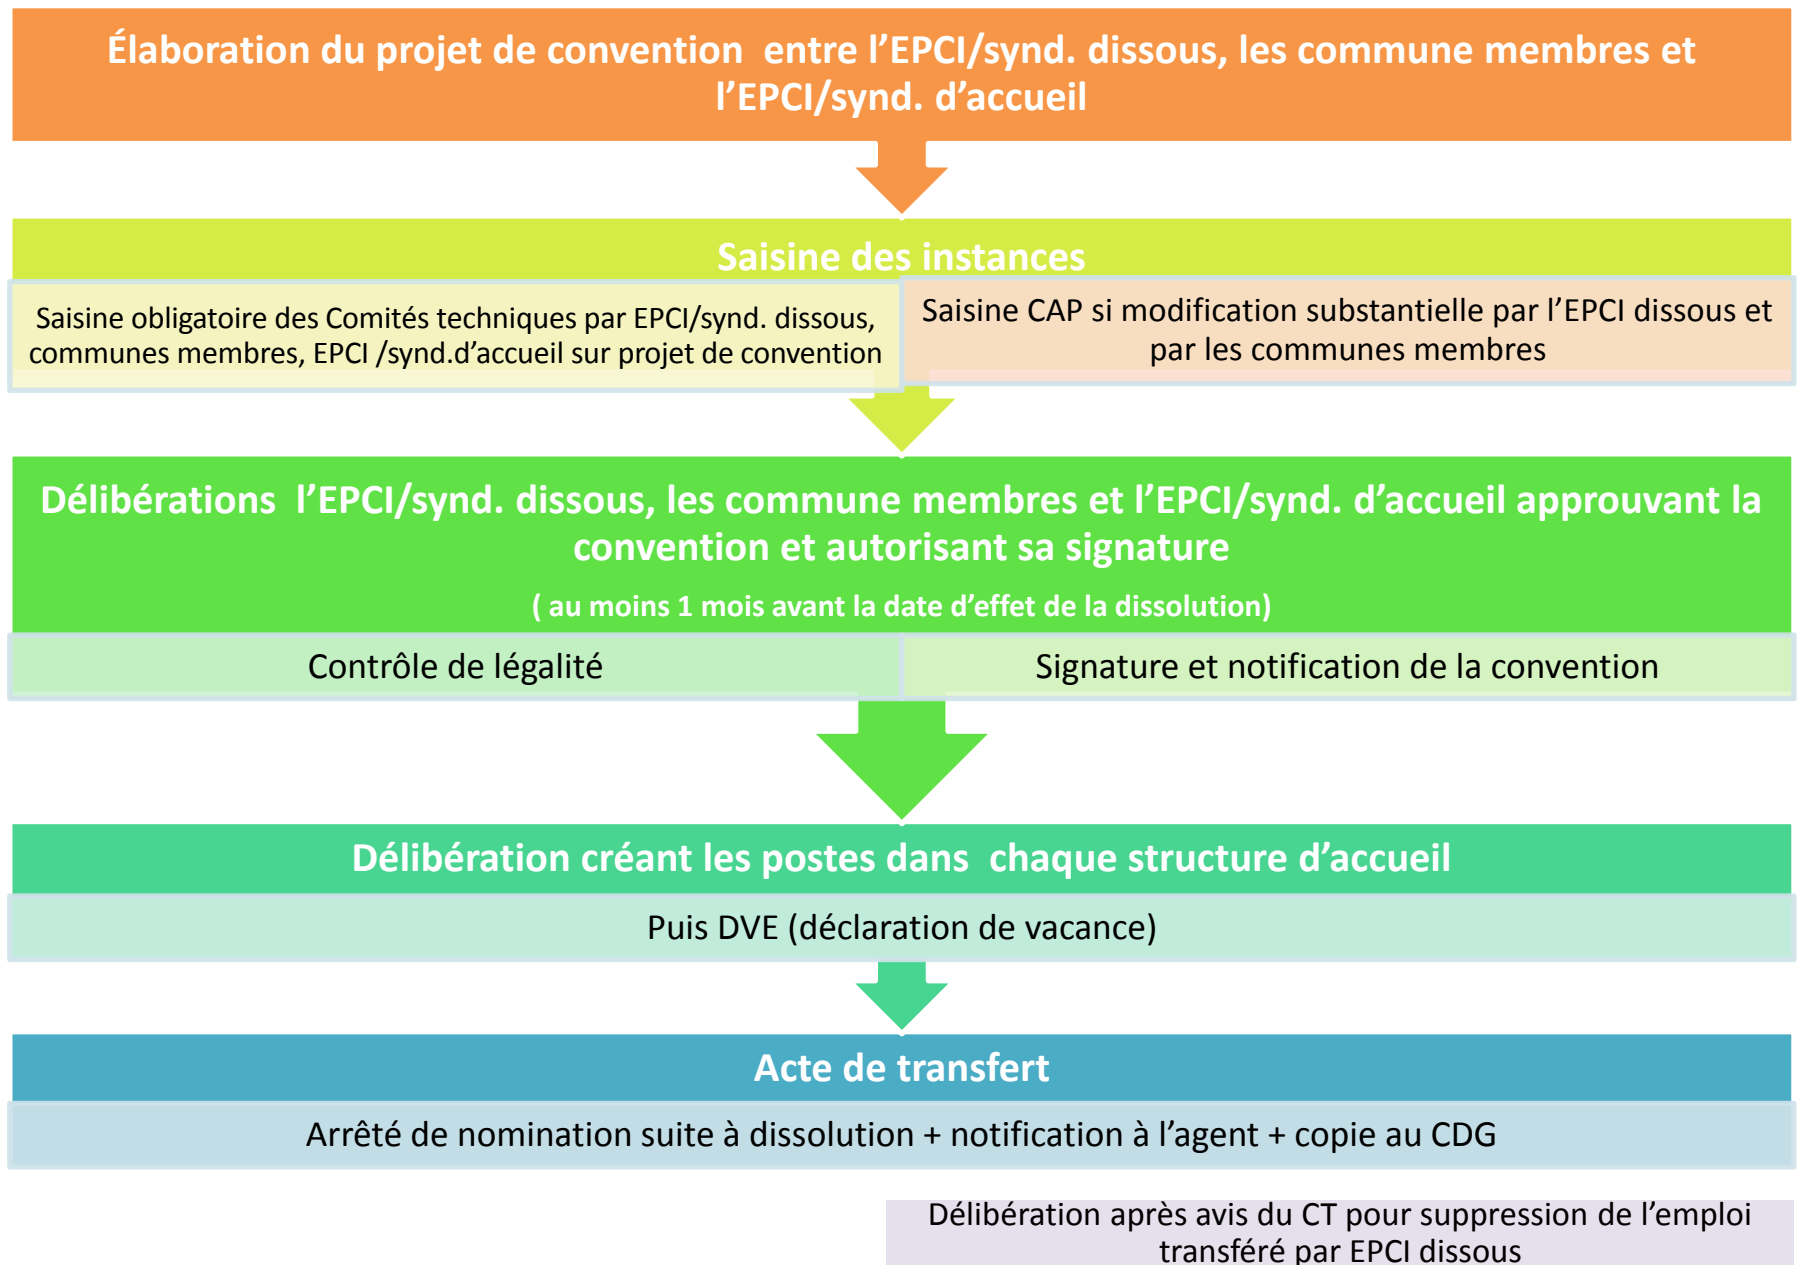 Élaboration du projet de convention entre l'EPCI/synd. dissous, les commune membres et
l'EPCI/synd. d'accueil
Saisine des instances
Saisine obligatoire des Comités techniques par EPCI/synd. dissous,
communes membres, EPCI /synd.d'accueil sur projet de convention
Saisine CAP si modification substantielle par l'EPCI dissous et
par les communes membres
Délibérations l'EPCI/synd. dissous, les commune membres et l'EPCI/synd. d'accueil approuvant la
convention et autorisant sa signature
( au moins 1 mois avant la date d'effet de la dissolution)
Contrôle de légalité
Signature et notification de la convention
Délibération créant les postes dans chaque structure d'accueil
Puis DVE (déclaration de vacance)
Acte de transfert
Arrêté de nomination suite à dissolution + notification à l'agent + copie au CDG
Délibération après avis du CT pour suppression de l'emploi
transféré par EPCI dissous